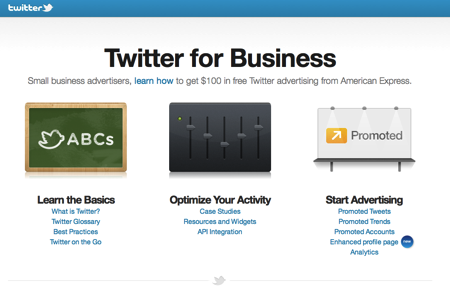 twitter
Twitter for Business
Small business advertisers, learn how to get $100 in free Twitter advertising from American Express.
ABCs
Promoted
Learn the Basics
What is Twitter?
Twitter Glossary
Best Practices
Twitter on the Go
Optimize Your Activity
Case Studies
Resources and Widgets
API Integration
Start Advertising
Promoted Tweets
Promoted Trends
Promoted Accounts
Enhanced profile page new
Analytics